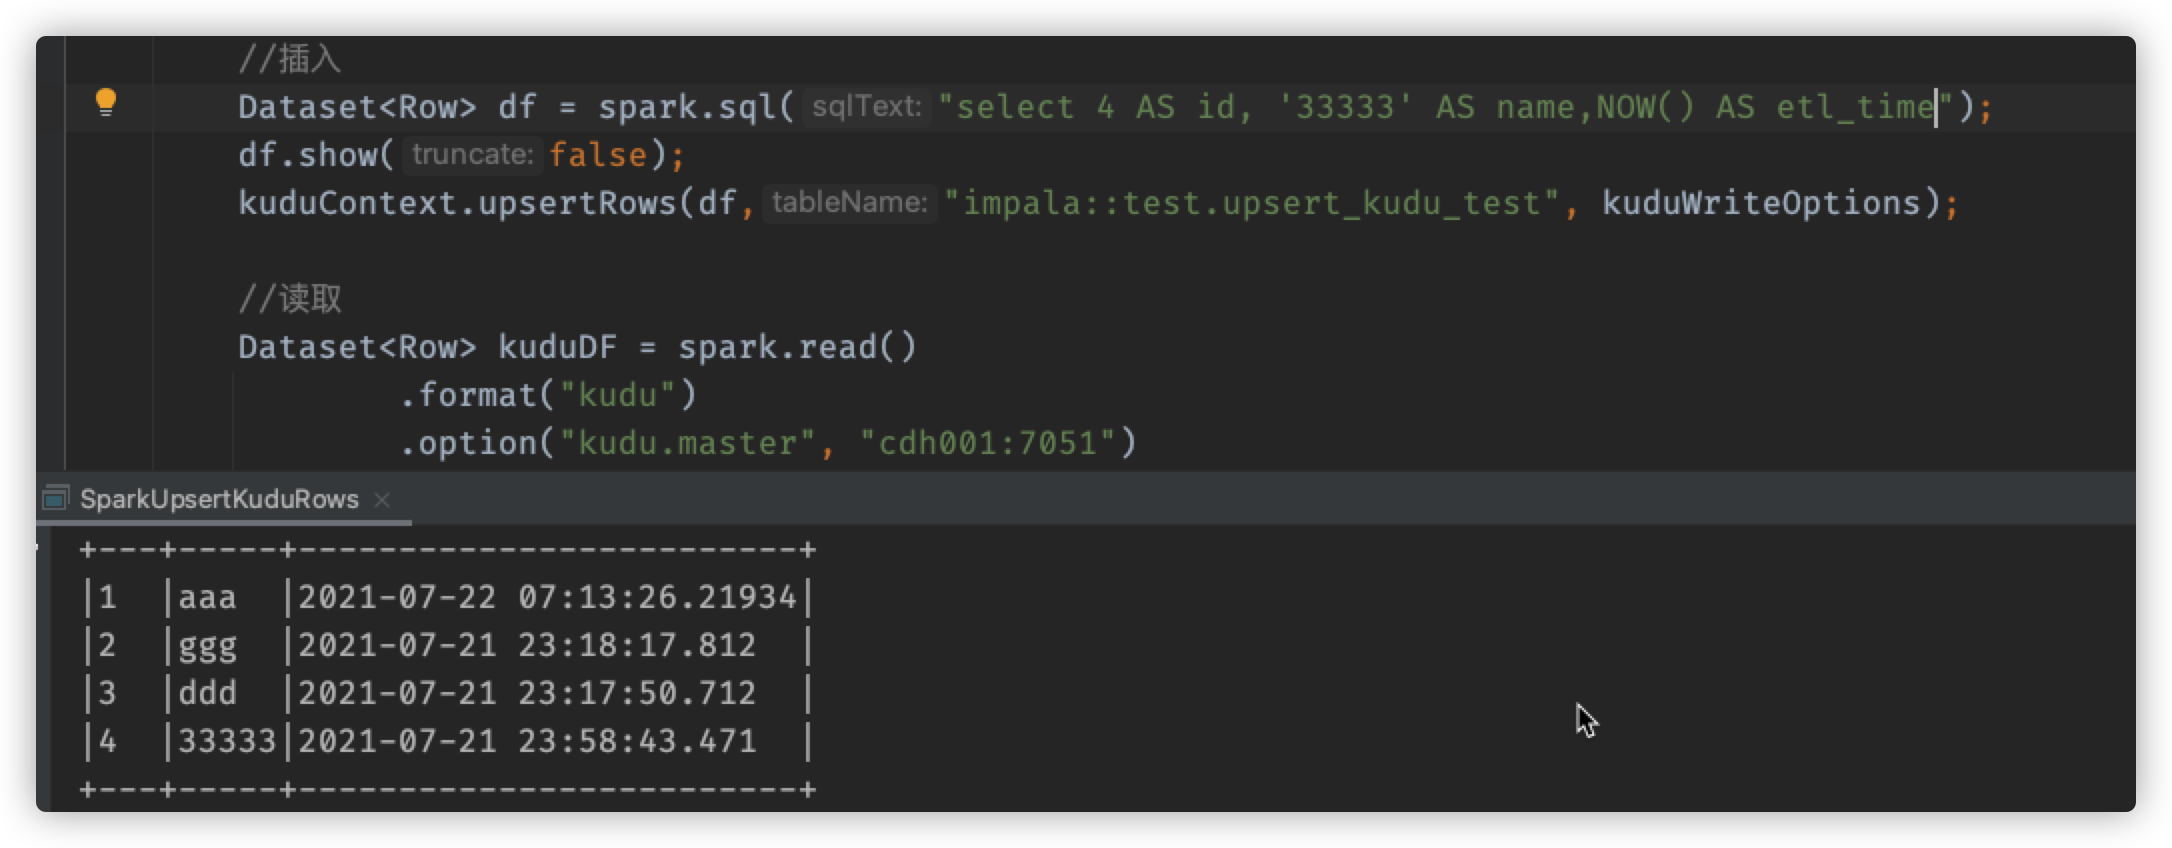 //插入
Dataset<Row> df = spark.sql( sqlText: "select 4 AS id, '33333' AS name,NOW() AS etl_time");
df.show( truncate: false);
kuduContext.upsertRows(df, tableName: "impala::test.upsert_kudu_test", kuduWriteOptions);
//读取
Dataset<Row> kuduDF = spark.read()
.format("kudu")
.option("kudu.master", "cdh001:7051")
SparkUpsertKuduRows
+---+-----+-------------------------+
|1  |aaa  |2021-07-22 07:13:26.21934|
|2  |ggg  |2021-07-21 23:18:17.812  |
|3  |ddd  |2021-07-21 23:17:50.712  |
|4  |33333|2021-07-21 23:58:43.471  |
+---+-----+-------------------------+